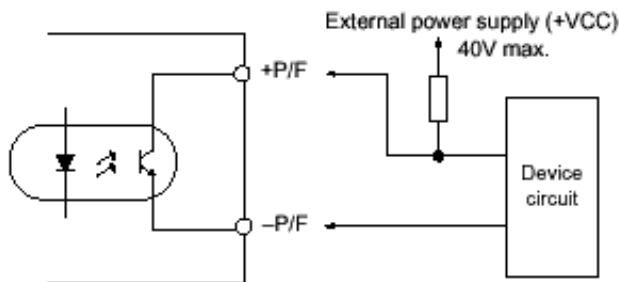 External power supply (+VCC)
40V max.
+P/F
Device
circuit
–P/F